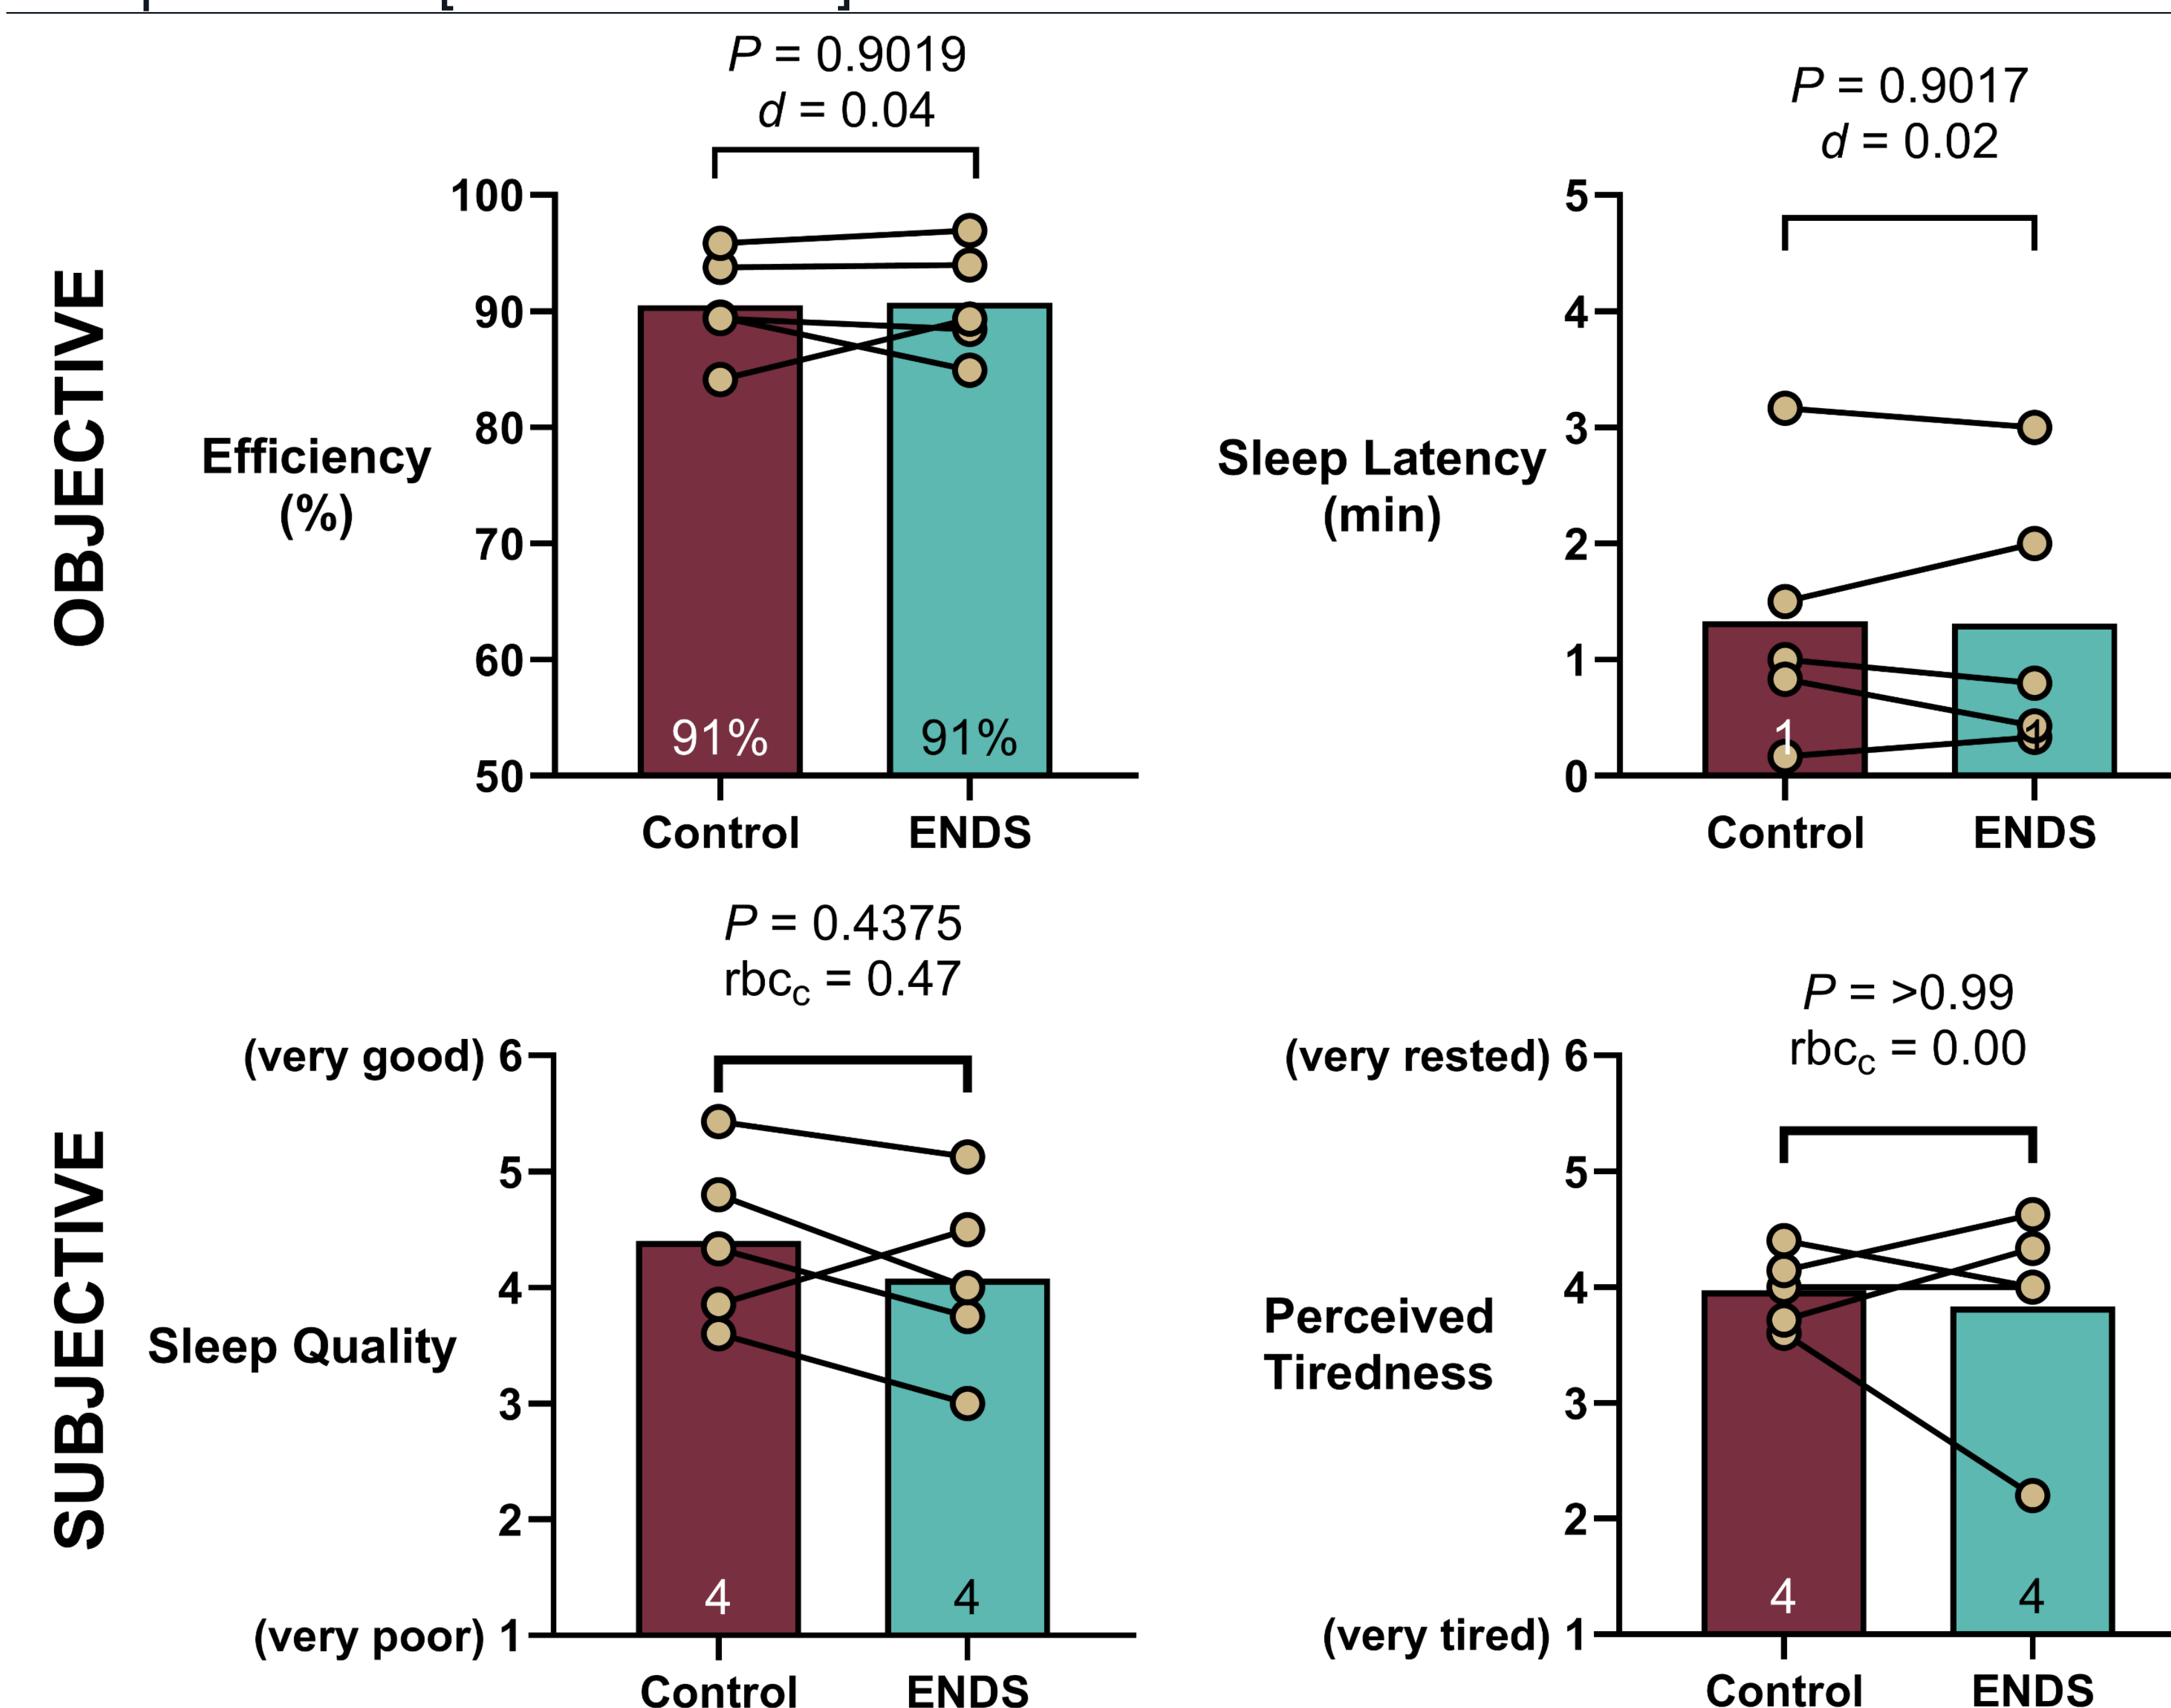 P = 0.9019
d = 0.04
P = 0.9017
d = 0.02
OBJECTIVE
Efficiency
(%)
100
90
80
70
60
50
91%
91%
Control
ENDS
Sleep Latency
(min)
5
4
3
2
1
0
1
1
Control
ENDS
P = 0.4375
rbcc = 0.47
P = >0.99
rbcc = 0.00
SUBJECTIVE
Sleep Quality
(very good) 6
5
4
3
2
(very poor) 1
4
4
Control
ENDS
Perceived
Tiredness
(very rested) 6
5
4
3
2
(very tired) 1
4
4
Control
ENDS